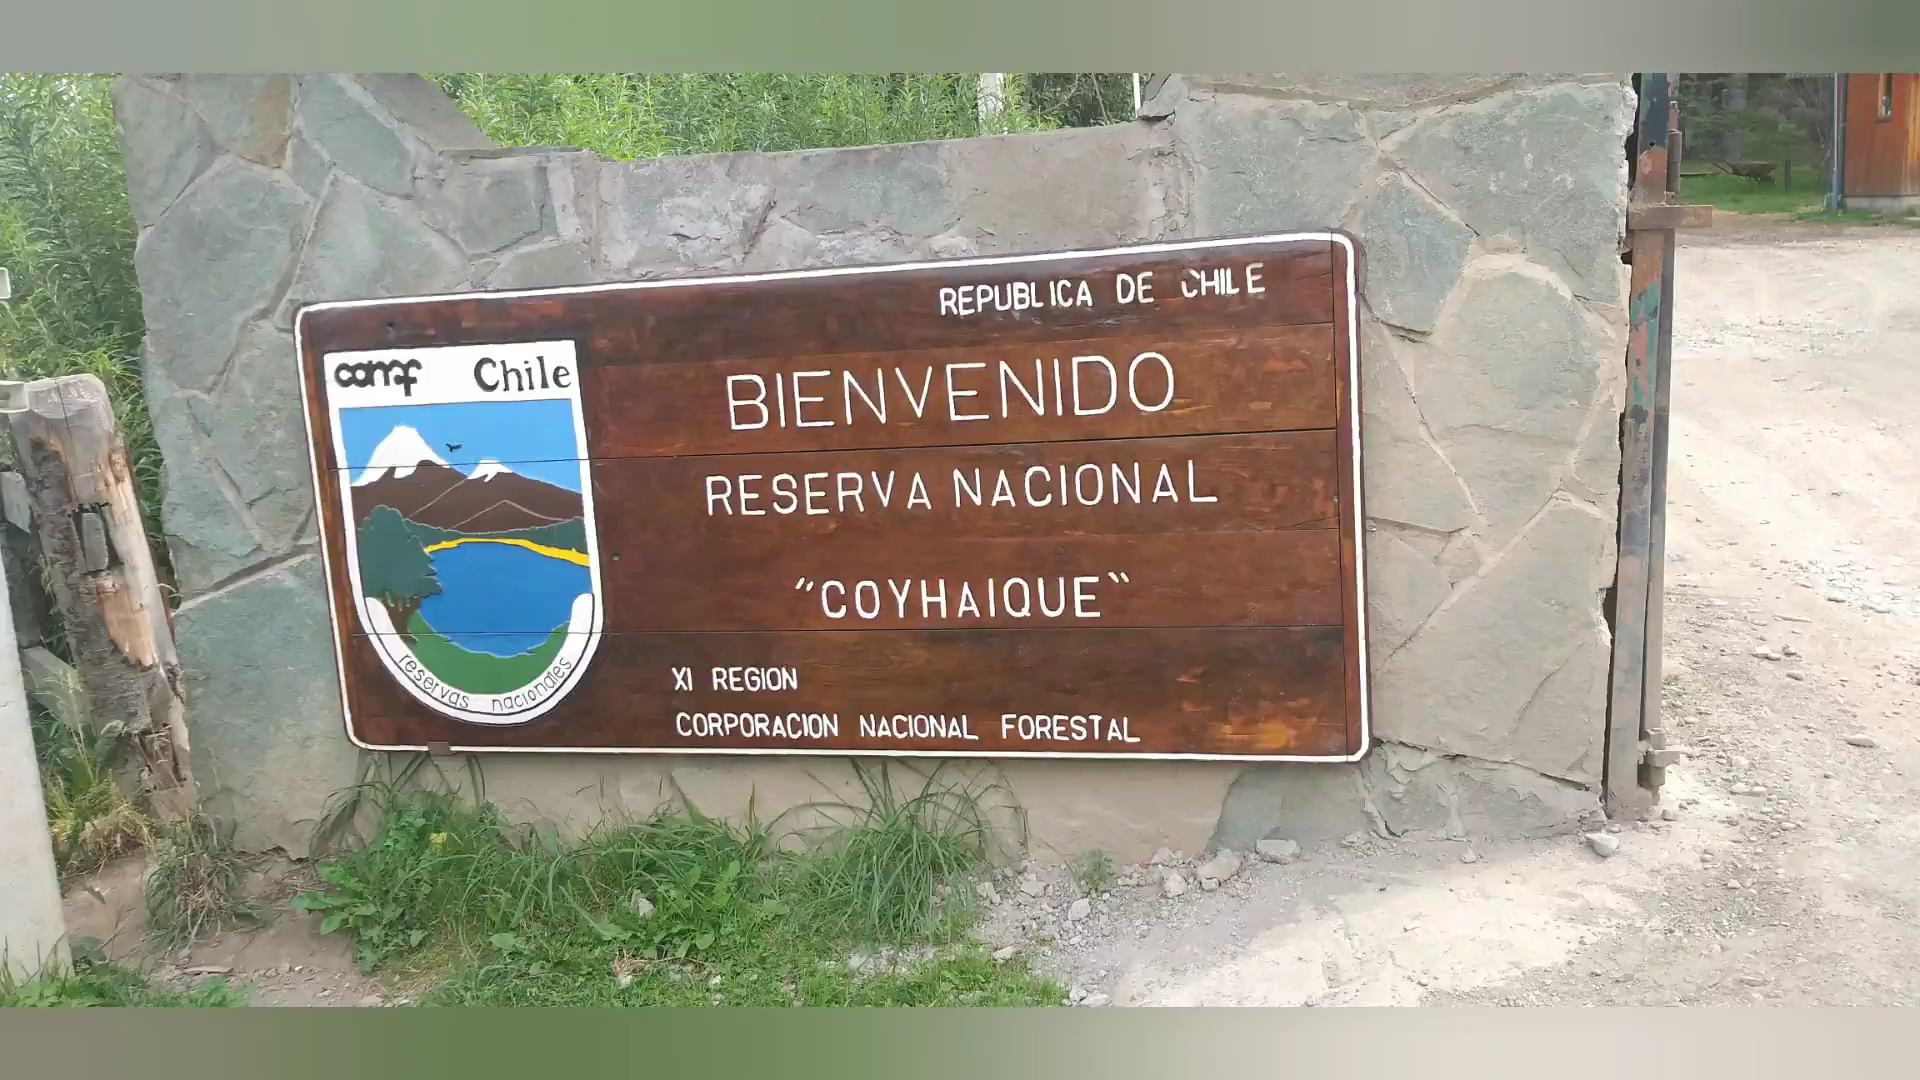 REPUBLICA DE CHILE
conaf Chile
BIENVENIDO
RESERVA NACIONAL
"COYHAIQUE"
reservas nacionales
XI REGION
CORPORACION NACIONAL FORESTAL